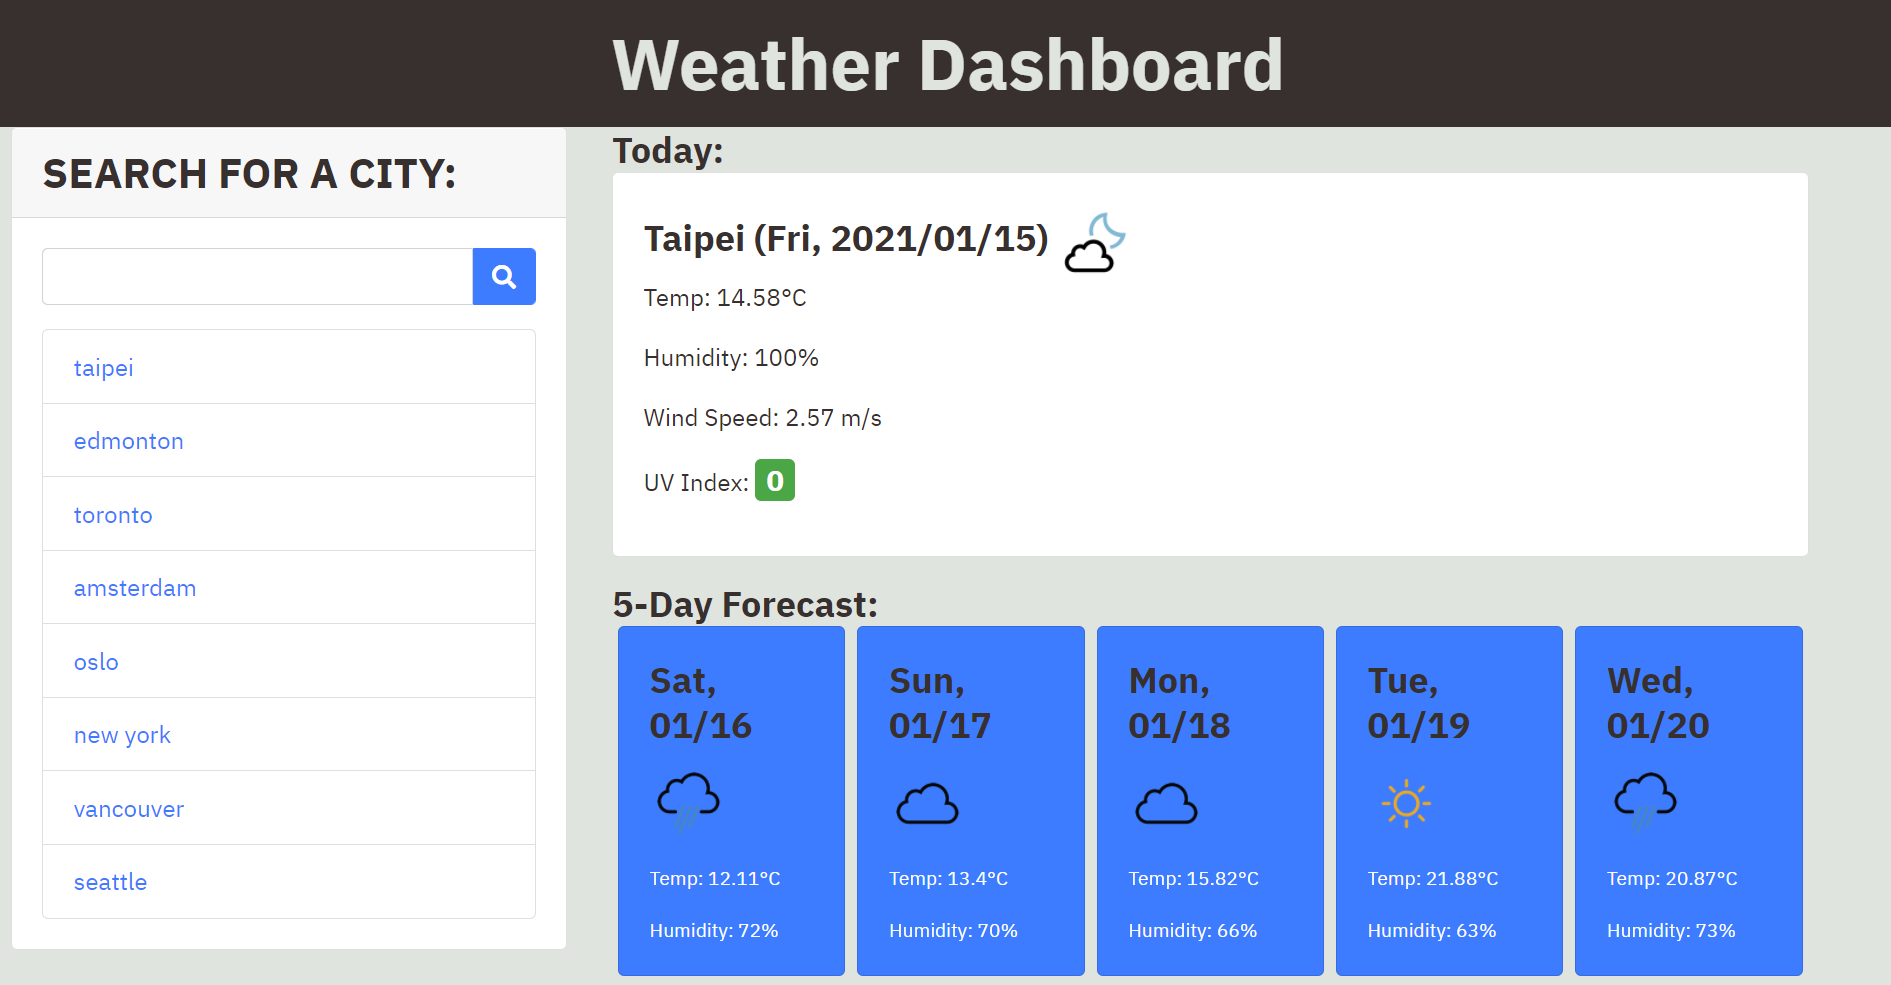 Weather Dashboard
SEARCH FOR A CITY:
taipei
edmonton
toronto
amsterdam
oslo
new york
vancouver
seattle
Today:
Taipei (Fri, 2021/01/15)
Temp: 14.58°C
Humidity: 100%
Wind Speed: 2.57 m/s
UV Index: 0
5-Day Forecast:
Sat,
01/16
Temp: 12.11°C
Humidity: 72%
Sun,
01/17
Temp: 13.4°C
Humidity: 70%
Mon,
01/18
Temp: 15.82°C
Humidity: 66%
Tue,
01/19
Temp: 21.88°C
Humidity: 63%
Wed,
01/20
Temp: 20.87°C
Humidity: 73%